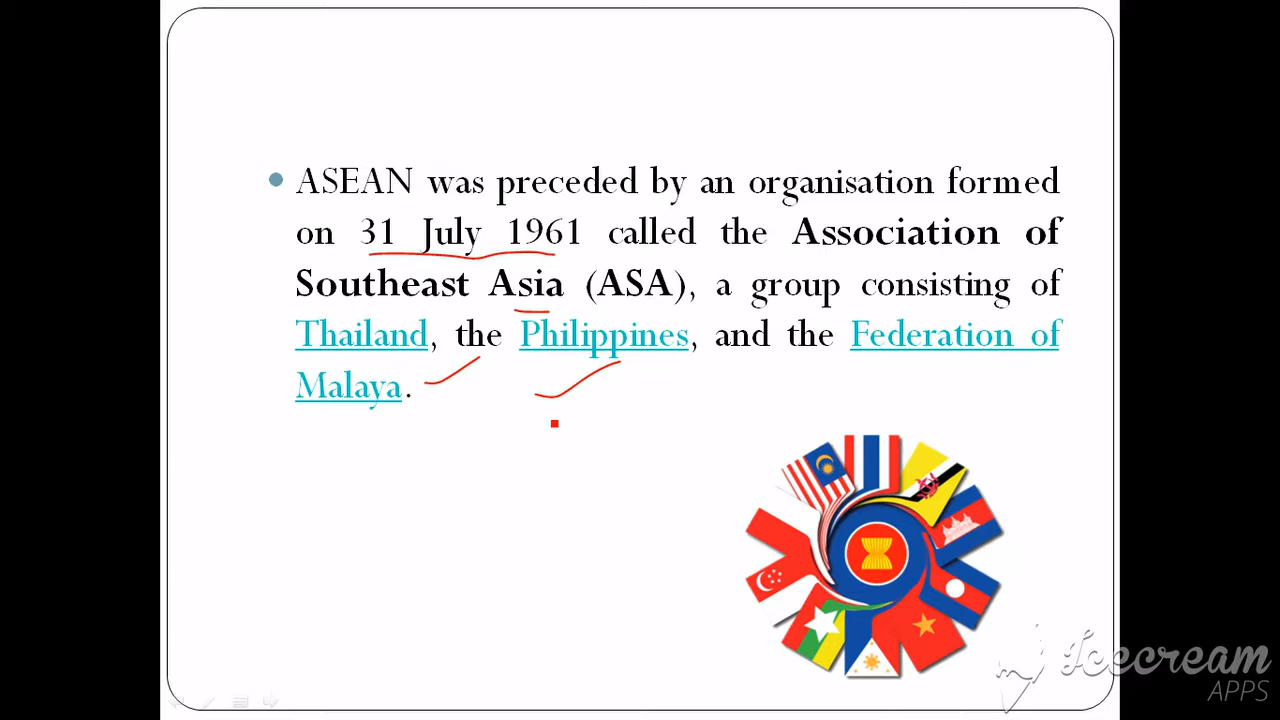 ASEAN was preceded by an organisation formed
on 31 July 1961 called the Association of
Southeast Asia (ASA), a group consisting of
Thailand, the Philippines, and the Federation of
Malaya.
Icecream
APPS